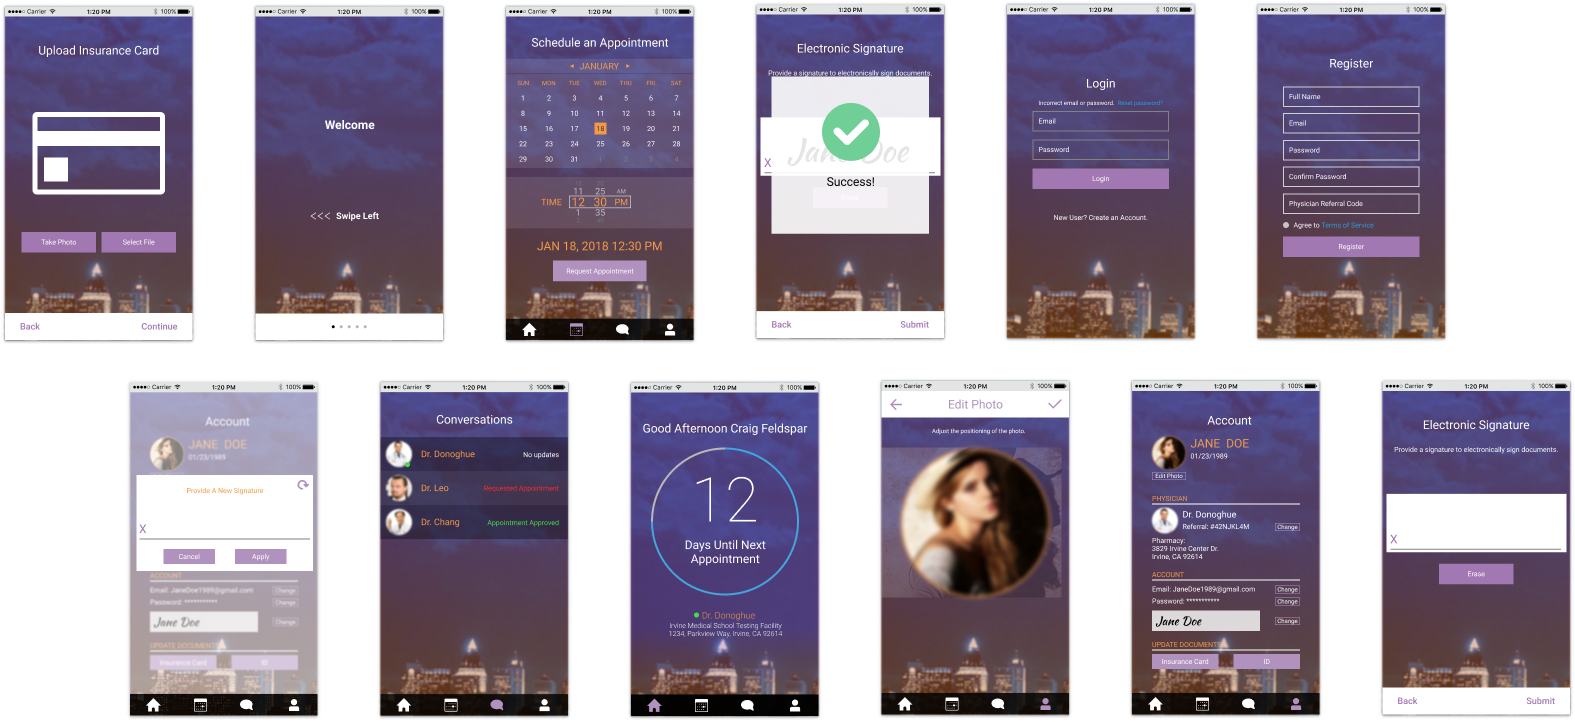 ●●●●○ Carrier 1:20 PM 100%
Upload Insurance Card
Take Photo Select File
Back Continue
●●●●○ Carrier 1:20 PM 100%
Welcome
<<< Swipe Left
●●●●○ Carrier 1:20 PM 100%
Schedule an Appointment
◄ JANUARY ►
SUN MON TUE WED THU FRI SAT
1 2 3 4 5 6 7
8 9 10 11 12 13 14
15 16 17 18 19 20 21
22 23 24 25 26 27 28
29 30 31 1 2 3 4
11 25 AM
TIME 12 30 PM
1 35
JAN 18, 2018 12:30 PM
Request Appointment
●●●●○ Carrier 1:20 PM 100%
Electronic Signature
Provide a signature to electronically sign documents.
X Jane Doe
Success!
Back Submit
●●●●○ Carrier 1:20 PM 100%
Login
Incorrect email or password. Reset password?
Email
Password
Login
New User? Create an Account.
●●●●○ Carrier 1:20 PM 100%
Register
Full Name
Email
Password
Confirm Password
Physician Referral Code
Agree to Terms of Service
Register
●●●●○ Carrier 1:20 PM 100%
Account
JANE DOE
01/23/1989
Provide A New Signature
X
Cancel Apply
ACCOUNT
Email: JaneDoe1989@gmail.com Change
Password: *********** Change
Jane Doe Change
UPDATE DOCUMENTS
Insurance Card ID
●●●●○ Carrier 1:20 PM 100%
Conversations
Dr. Donoghue No updates
Dr. Leo Requested Appointment
Dr. Chang Appointment Approved
●●●●○ Carrier 1:20 PM 100%
Good Afternoon Craig Feldspar
12
Days Until Next
Appointment
Dr. Donoghue
Irvine Medical School Testing Facility
1234, Parkview Way, Irvine, CA 92614
●●●●○ Carrier 1:20 PM 100%
Edit Photo
Adjust the positioning of the photo.
●●●●○ Carrier 1:20 PM 100%
Account
JANE DOE
01/23/1989
Edit Photo
PHYSICIAN
Dr. Donoghue
Referral: #42NJKL4M Change
Pharmacy:
3829 Irvine Center Dr.
Irvine, CA 92614
ACCOUNT
Email: JaneDoe1989@gmail.com Change
Password: *********** Change
Jane Doe Change
UPDATE DOCUMENTS
Insurance Card ID
●●●●○ Carrier 1:20 PM 100%
Electronic Signature
Provide a signature to electronically sign documents.
X
Erase
Back Submit